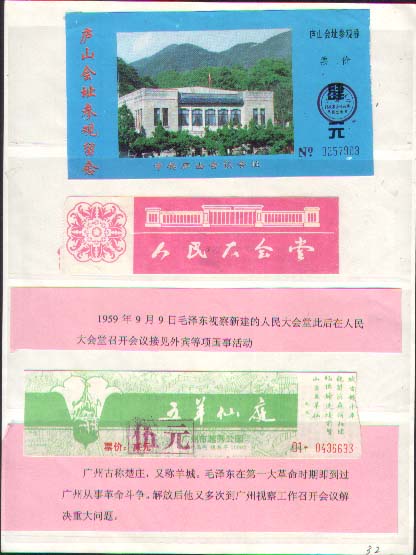 庐山会址参观留念
庐山会址参观券
票价
肆
元
Nº 0257903
人民大会堂
1959年9月9日毛泽东视察新建的人民大会堂此后在人民
大会堂召开会议接见外宾等项国事活动
五羊仙庭
伍元
票价:
01- 0436693
广州古称楚庄，又称羊城。毛泽东在第一大革命时期即到过
广州从事革命斗争。解放后他又多次到广州视察工作召开会议解
决重大问题。
32